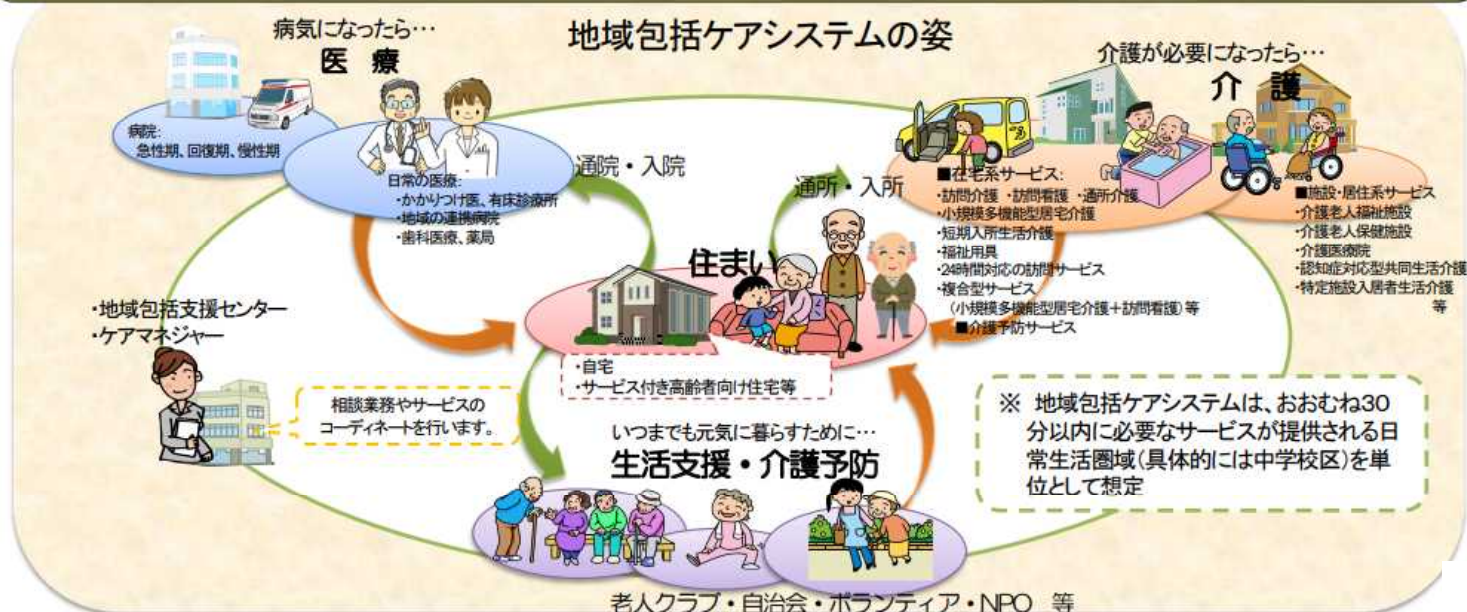 地域包括ケアシステムの姿
病気になったら…
医 療
病院:
急性期、回復期、慢性期
日常の医療:
・かかりつけ医、有床診療所
・地域の連携病院
・歯科医療、薬局
通院・入院
通所・入所
介護が必要になったら…
介 護
■在宅系サービス:
・訪問介護 ・訪問看護 ・通所介護
・小規模多機能型居宅介護
・短期入所生活介護
・福祉用具
・24時間対応の訪問サービス
・複合型サービス
(小規模多機能型居宅介護+訪問看護)等
■介護予防サービス
■施設・居住系サービス
・介護老人福祉施設
・介護老人保健施設
・介護医療院
・認知症対応型共同生活介護
・特定施設入居者生活介護
等
住まい
・自宅
・サービス付き高齢者向け住宅等
・地域包括支援センター
・ケアマネジャー
相談業務やサービスの
コーディネートを行います。
いつまでも元気に暮らすために…
生活支援・介護予防
老人クラブ・自治会・ボランティア・NPO 等
※ 地域包括ケアシステムは、おおむね30
分以内に必要なサービスが提供される日
常生活圏域(具体的には中学校区)を単
位として想定